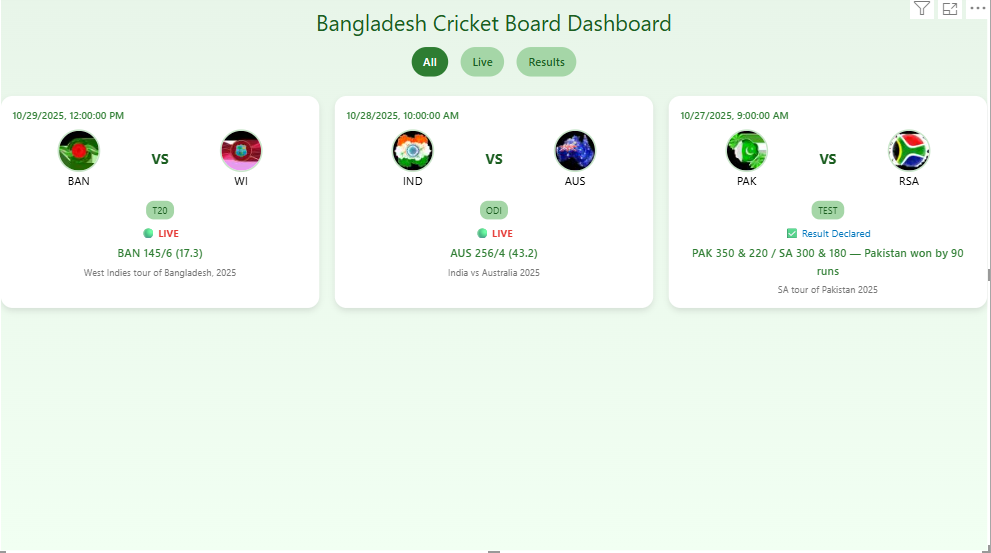 Bangladesh Cricket Board Dashboard
All Live Results
10/29/2025, 12:00:00 PM
BAN VS WI
T20
LIVE
BAN 145/6 (17.3)
West Indies tour of Bangladesh, 2025
10/28/2025, 10:00:00 AM
IND VS AUS
ODI
LIVE
AUS 256/4 (43.2)
India vs Australia 2025
10/27/2025, 9:00:00 AM
PAK VS RSA
TEST
Result Declared
PAK 350 & 220 / SA 300 & 180 — Pakistan won by 90
runs
SA tour of Pakistan 2025